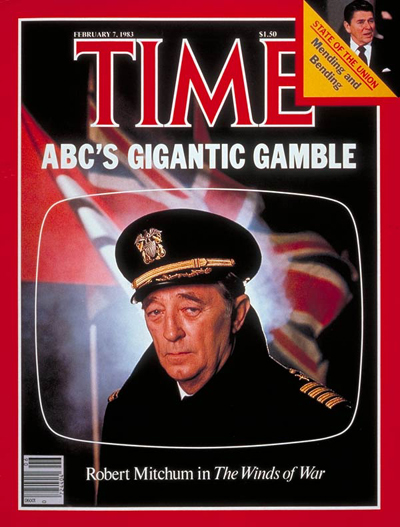 FEBRUARY 7, 1983
$1.50
STATE OF THE UNION
Mending and
Bending
TIME
ABC'S GIGANTIC GAMBLE
Robert Mitchum in The Winds of War